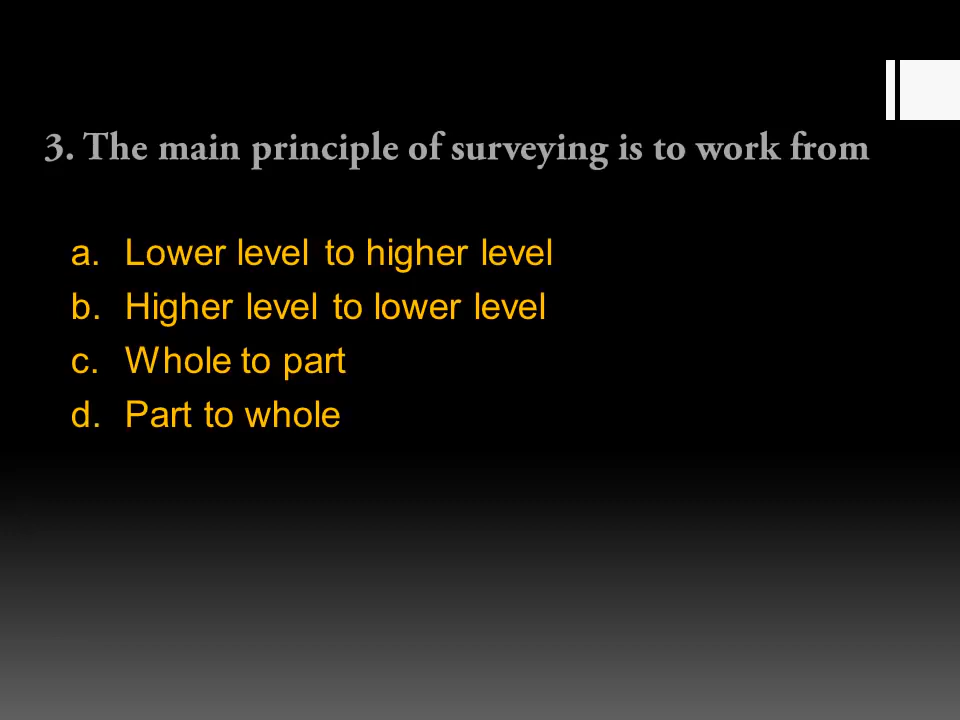 3. The main principle of surveying is to work from
a. Lower level to higher level
b. Higher level to lower level
c. Whole to part
d. Part to whole